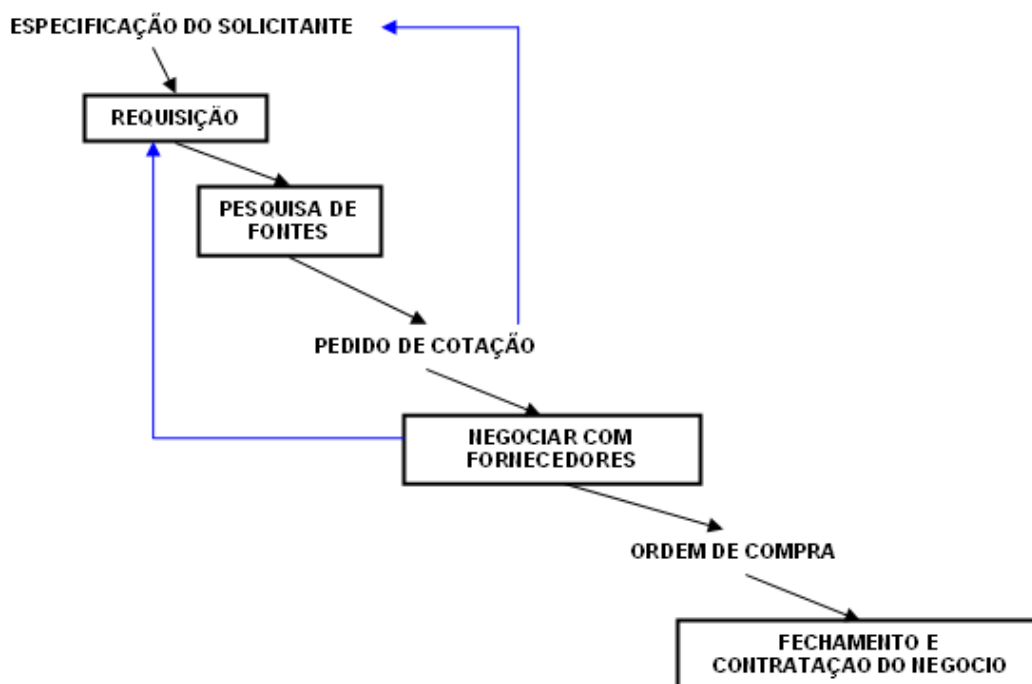 ESPECIFICAÇÃO DO SOLICITANTE
REQUISIÇÃO
PESQUISA DE
FONTES
PEDIDO DE COTAÇÃO
NEGOCIAR COM
FORNECEDORES
ORDEM DE COMPRA
FECHAMENTO E
CONTRATAÇAO DO NEGOCIO